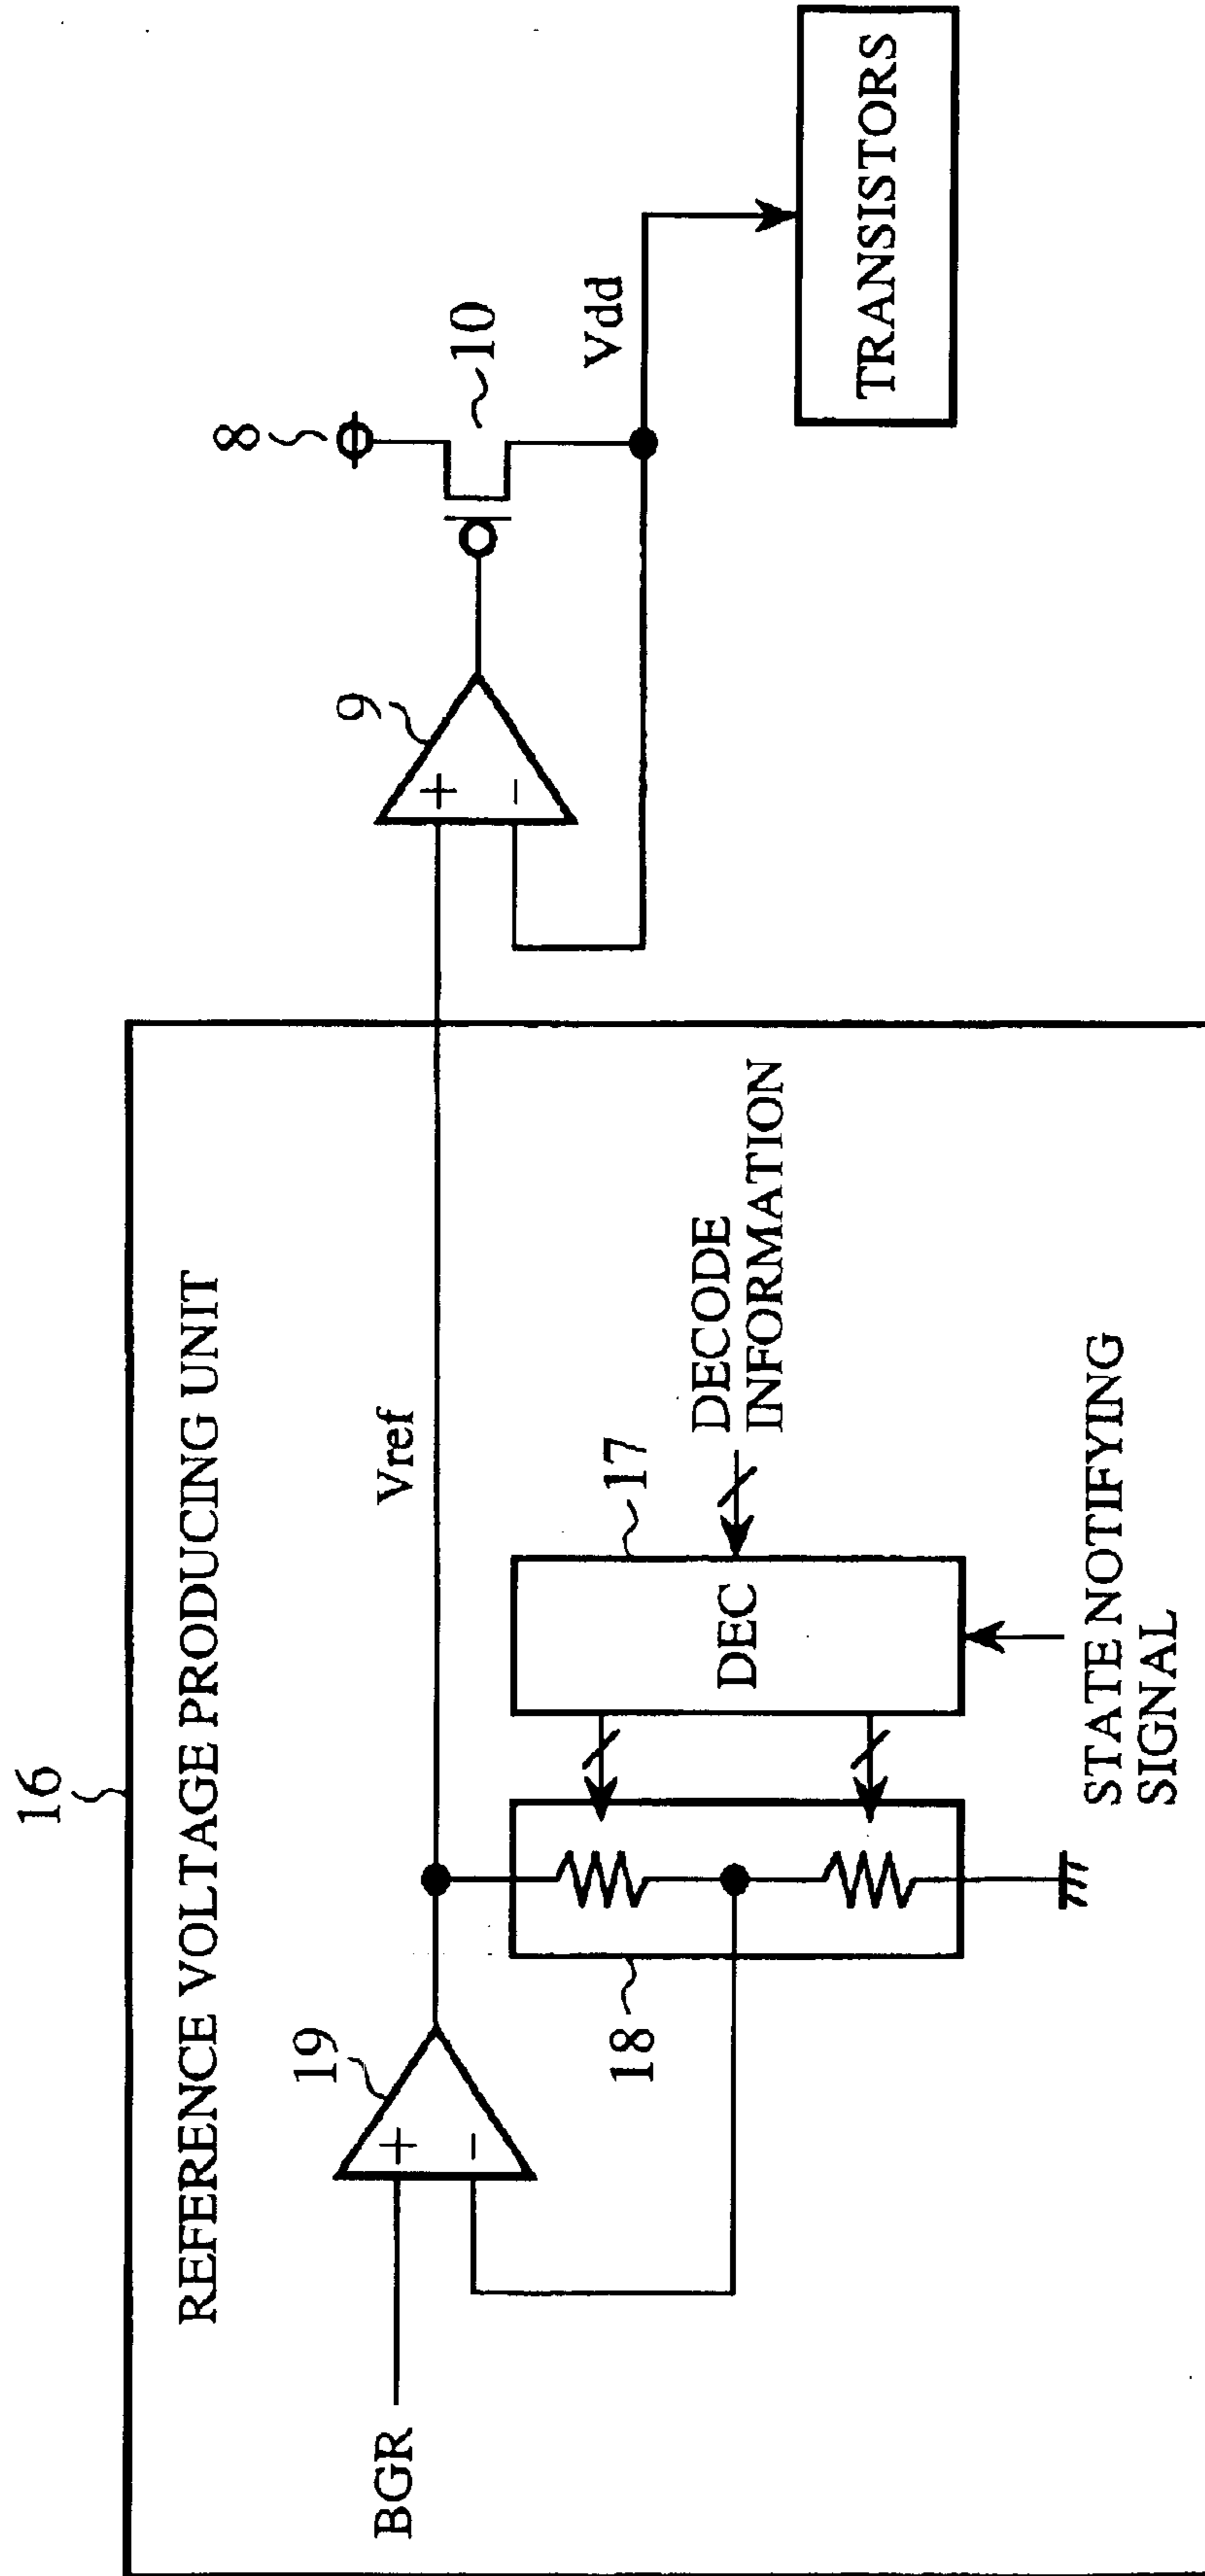 16
REFERENCE VOLTAGE PRODUCING UNIT
BGR
19
+
-
Vref
18
17
DEC
DECODE
INFORMATION
STATE NOTIFYING
SIGNAL
9
+
-
8
10
Vdd
TRANSISTORS